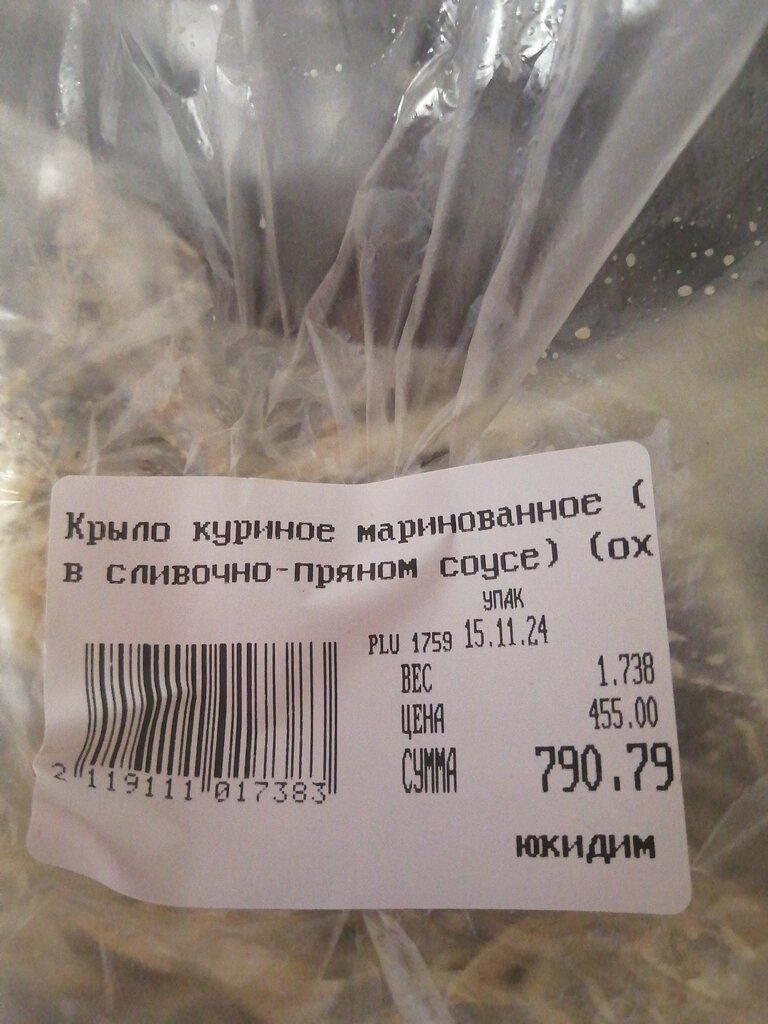 Крыло куриное маринованное (
в сливочно-пряном соусе) (ох
УПАК
PLU 1759 15.11.24
ВЕС 1.738
ЦЕНА 455.00
СУММА 790.79
2 119111 017383
юкидим